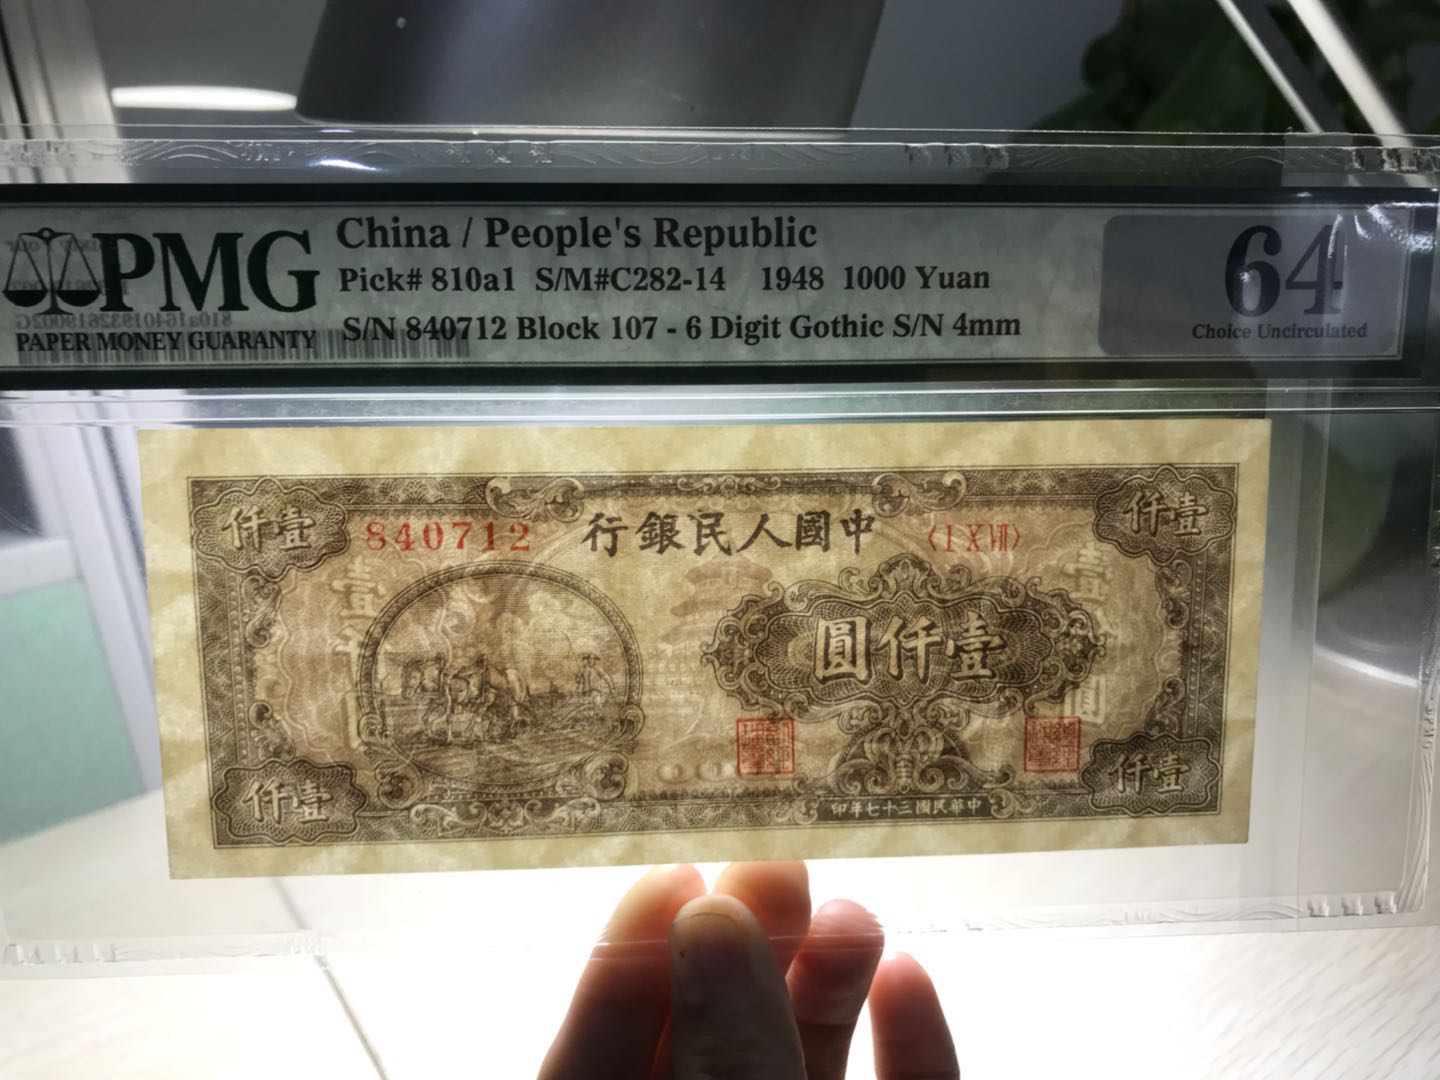 PMG
PAPER MONEY GUARANTY
China / People's Republic
Pick# 810a1 S/M#C282-14 1948 1000 Yuan
S/N 840712 Block 107 - 6 Digit Gothic S/N 4mm
64
Choice Uncirculated
仟壹
840712
行銀民人國中
〈I X VII〉
仟壹
圓仟壹
仟壹
印年七十三國民華中
仟壹